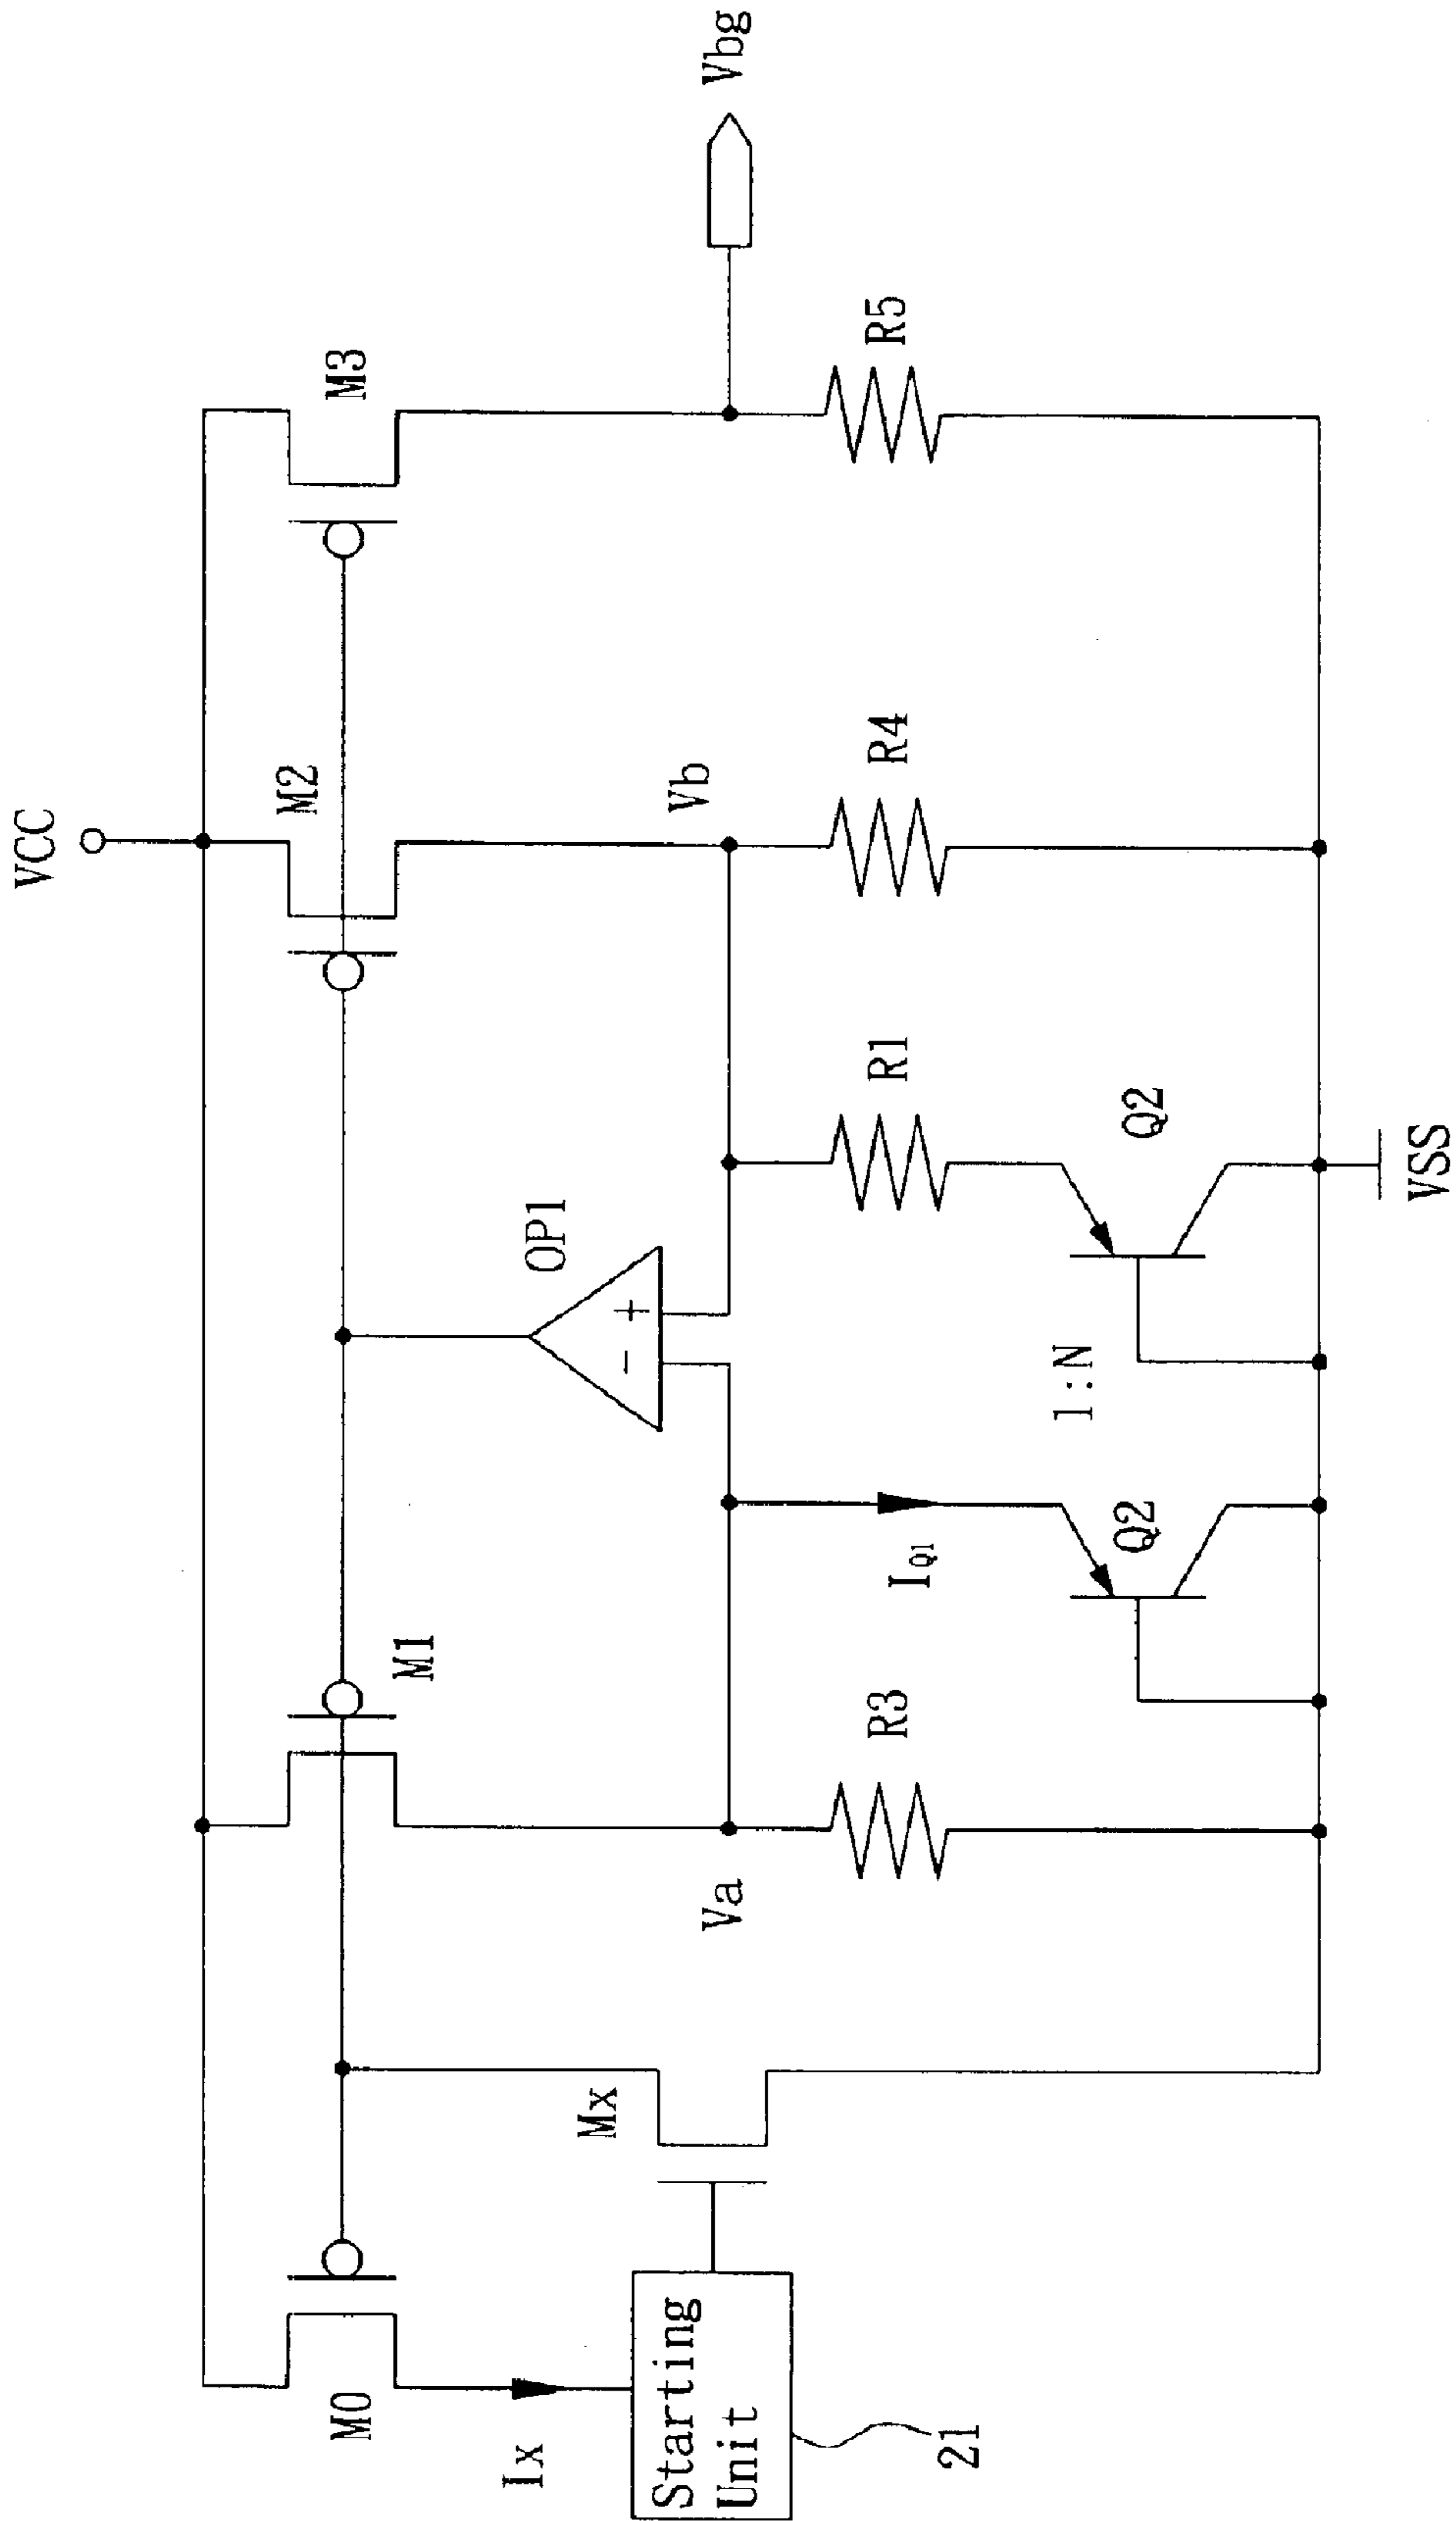 VCC
M0
M1
M2
M3
Ix
Mx
OP1
-
+
Va
Vb
Vbg
Starting
Unit
21
R3
IQ1
R1
R4
R5
Q2
1:N
Q2
VSS